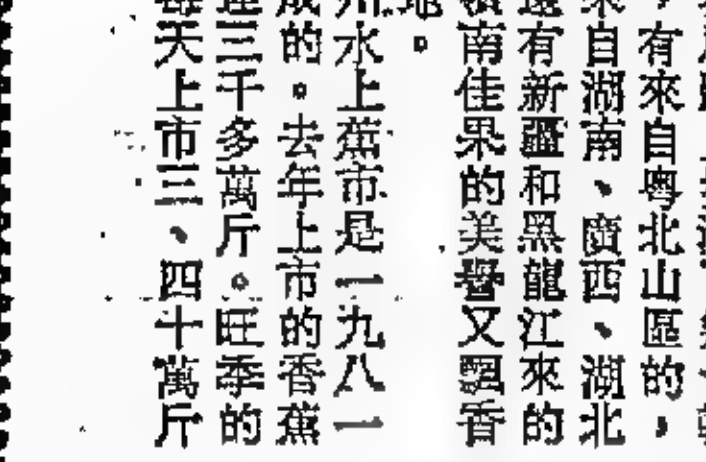 ，有來自粵北山區的，
來自湖南、廣西、湖北
還有新疆和黑龍江來的
嶺南佳果的美譽又飄香
地。
州水上蕉市是一九八一
成的。去年上市的香蕉
達三千多萬斤。旺季的
每天上市三、四十萬斤